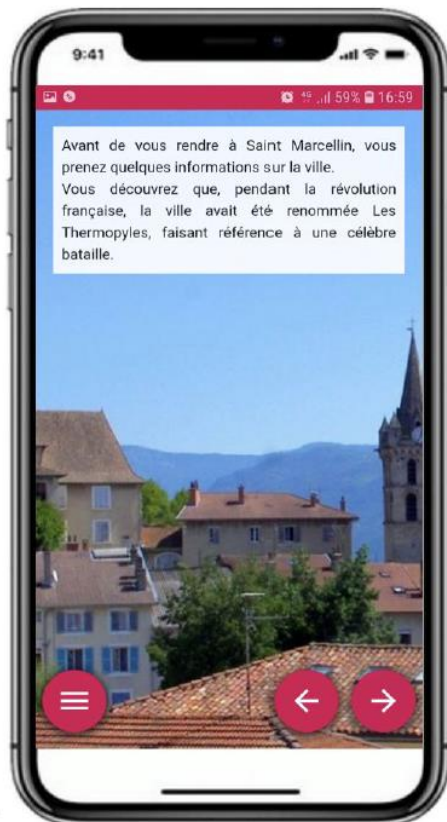 9:41
4G 59% 16:59
Avant de vous rendre à Saint Marcellin, vous
prenez quelques informations sur la ville.
Vous découvrez que, pendant la révolution
française, la ville avait été renommée Les
Thermopyles, faisant référence à une célèbre
bataille.